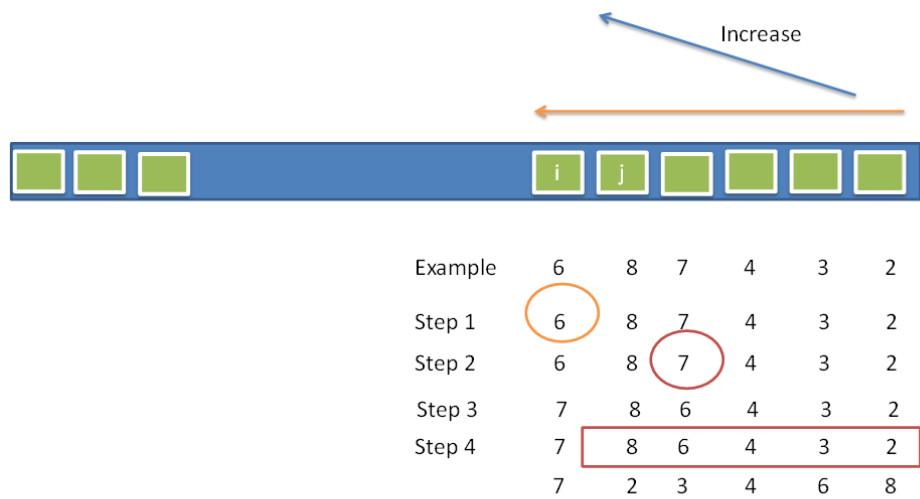 Increase
i j
Example 6 8 7 4 3 2
Step 1 6 8 7 4 3 2
Step 2 6 8 7 4 3 2
Step 3 7 8 6 4 3 2
Step 4 7 8 6 4 3 2
7 2 3 4 6 8